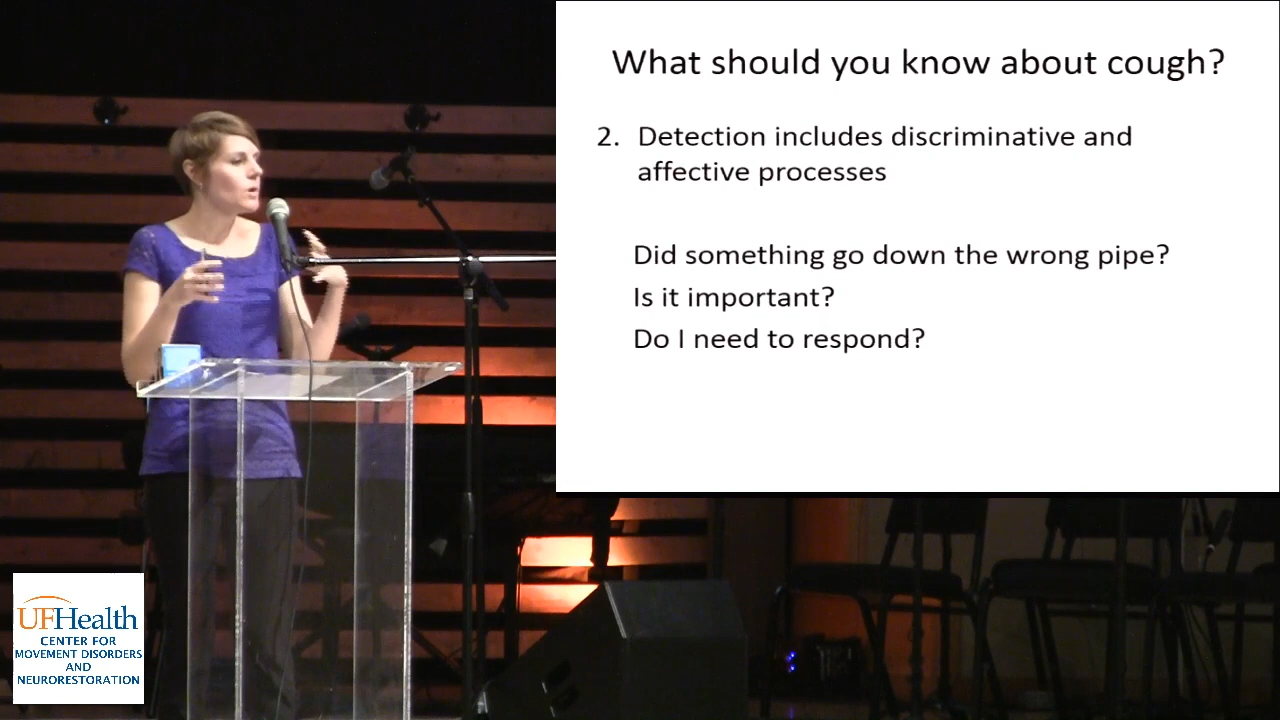 What should you know about cough?
2. Detection includes discriminative and
affective processes
Did something go down the wrong pipe?
Is it important?
Do I need to respond?
UFHealth
CENTER FOR
MOVEMENT DISORDERS
AND
NEURORESTORATION